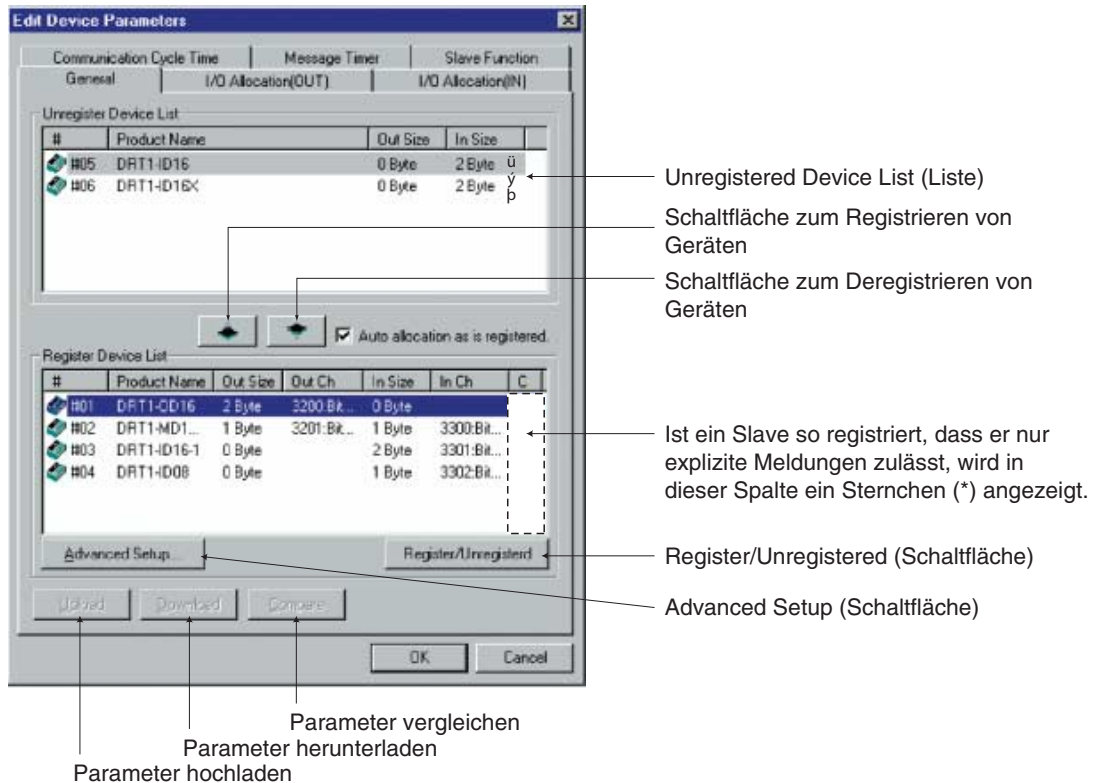 Edit Device Parameters
Communication Cycle Time Message Timer Slave Function
General I/O Allocation(OUT) I/O Allocation(IN)
Unregister Device List
# Product Name Out Size In Size
#05 DRT1-ID16 0 Byte 2 Byte ü
#06 DRT1-ID16X 0 Byte 2 Byte ý
þ
Unregistered Device List (Liste)
Schaltfläche zum Registrieren von
Geräten
Schaltfläche zum Deregistrieren von
Geräten
Auto allocation as is registered.
Register Device List
# Product Name Out Size Out Ch In Size In Ch C
#01 DRT1-OD16 2 Byte 3200:Bit... 0 Byte
#02 DRT1-MD1... 1 Byte 3201:Bit... 1 Byte 3300:Bit...
#03 DRT1-ID16-1 0 Byte 2 Byte 3301:Bit...
#04 DRT1-ID08 0 Byte 1 Byte 3302:Bit...
Ist ein Slave so registriert, dass er nur
explizite Meldungen zulässt, wird in
dieser Spalte ein Sternchen (*) angezeigt.
Advanced Setup... Register/Unregisterd
Register/Unregistered (Schaltfläche)
Upload Download Compare
Advanced Setup (Schaltfläche)
OK Cancel
Parameter vergleichen
Parameter herunterladen
Parameter hochladen